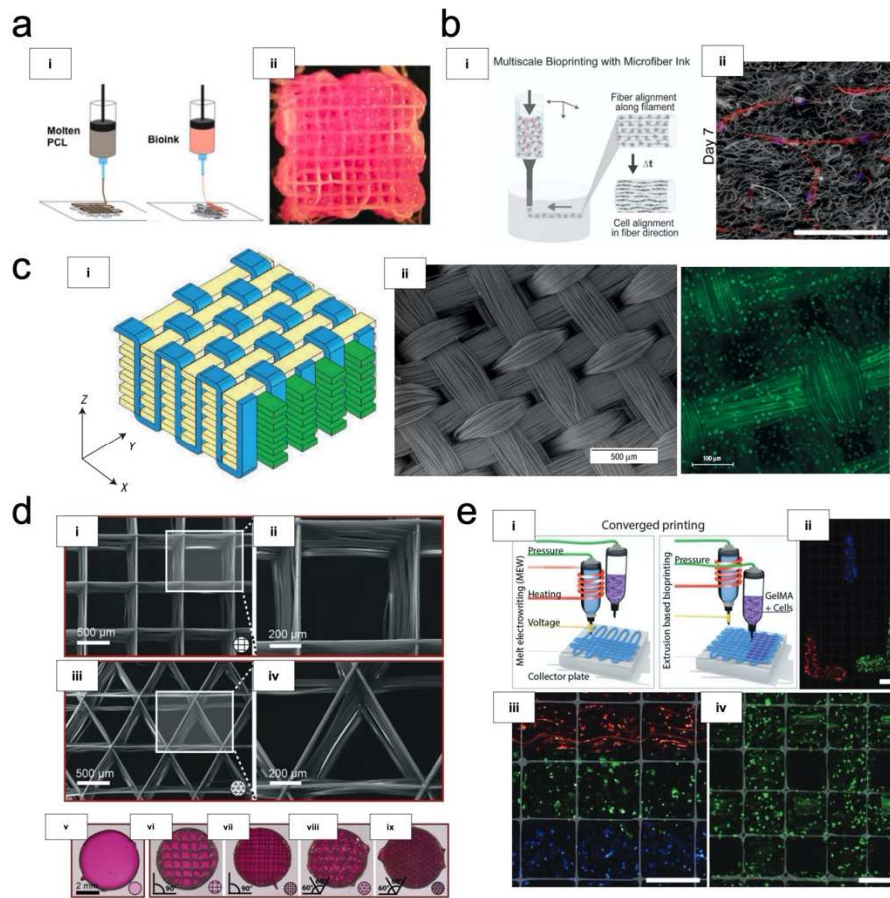 a
i
Molten
PCL
Bioink
ii
b
i
Multiscale Bioprinting with Microfiber Ink
Fiber alignment
along filament
Δt
Cell alignment
in fiber direction
ii
Day 7
c
i
Z
Y
X
ii
500 µm
100 µm
d
i
500 µm
ii
200 µm
iii
500 µm
iv
200 µm
v
2 mm
vi
90°
vii
90°
viii
60°
60°
ix
60°
60°
e
i
Converged printing
Melt electrowriting (MEW)
Pressure
Heating
Voltage
Collector plate
Extrusion based bioprinting
Pressure
GelMA
+ Cells
ii
iii
iv